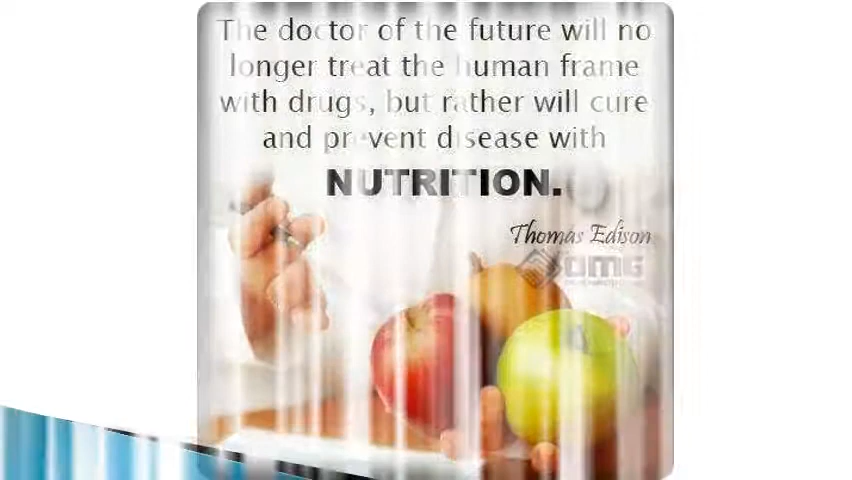 The doctor of the future will no
longer treat the human frame
with drugs, but rather will cure
and prevent disease with
NUTRITION.
Thomas Edison
OMG